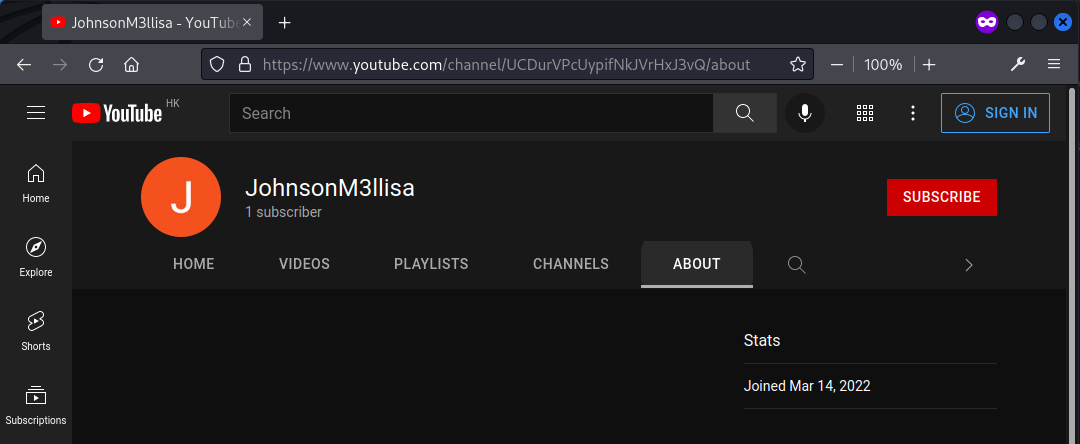 JohnsonM3llisa - YouTube
https://www.youtube.com/channel/UCDurVPcUypifNkJVrHxJ3vQ/about
100%
YouTube HK
Search
SIGN IN
Home
Explore
Shorts
Subscriptions
J
JohnsonM3llisa
1 subscriber
SUBSCRIBE
HOME VIDEOS PLAYLISTS CHANNELS ABOUT
Stats
Joined Mar 14, 2022